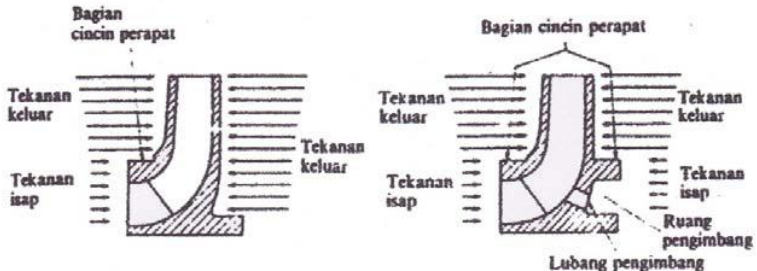 Bagian
cincin perapat
Tekanan
keluar
Tekanan
keluar
Tekanan
isap
Bagian cincin perapat
Tekanan
keluar
Tekanan
keluar
Tekanan
isap
Tekanan
isap
Ruang
pengimbang
Lubang pengimbang